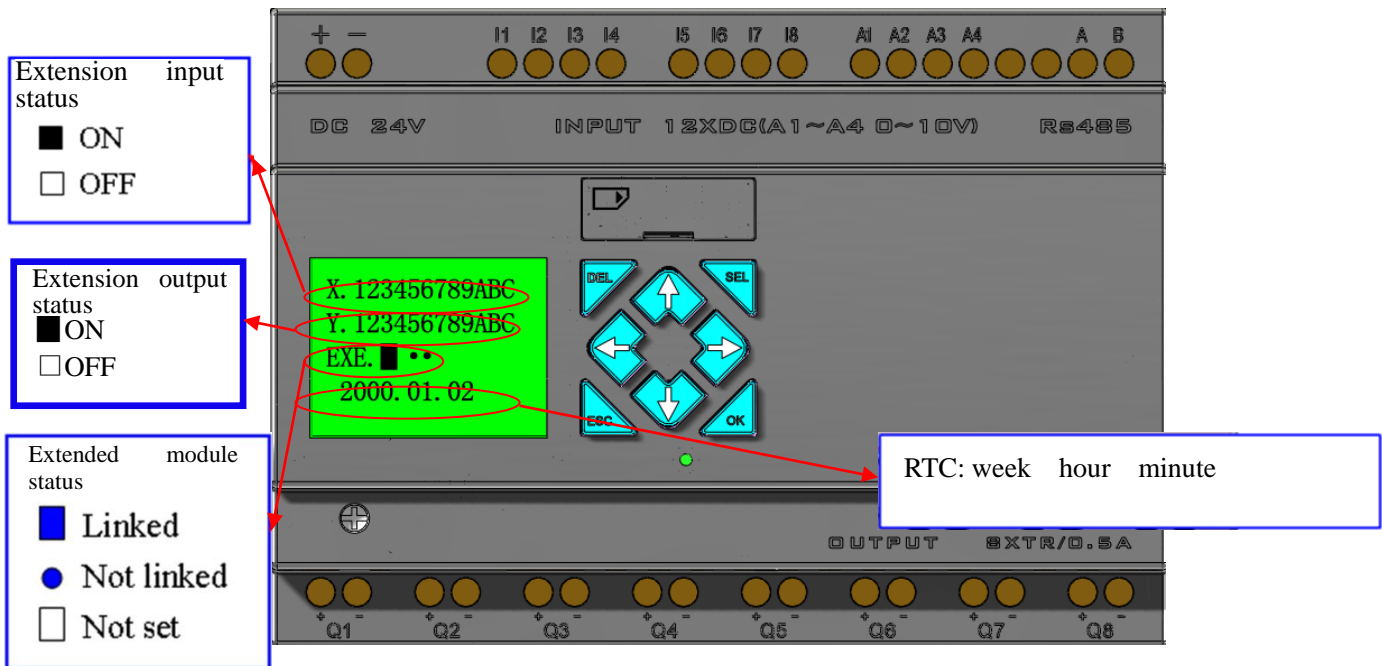 + − I1 I2 I3 I4 I5 I6 I7 I8 A1 A2 A3 A4 A B
DC 24V INPUT 12XDC(A1~A4 0~10V) Rs485
Extension input
status
■ ON
□ OFF
Extension output
status
■ ON
□ OFF
Extended module
status
Linked
● Not linked
□ Not set
X.123456789ABC
Y.123456789ABC
EXE.■ ••
2000.01.02
DEL SEL
ESC OK
RTC: week hour minute
OUTPUT 8XTR/0.5A
+ - + - + - + - + - + - + - + -
Q1 Q2 Q3 Q4 Q5 Q6 Q7 Q8